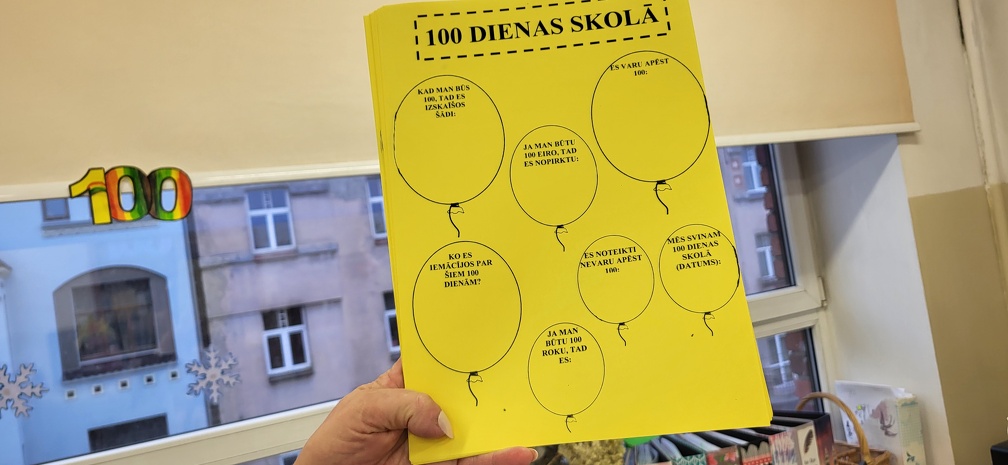 100 DIENAS SKOLĀ
KAD MAN BŪS
100, TAD ES
IZSKAĪŠOS
ŠĀDI:
JA MAN BŪTU
100 EIRO, TAD
ES NOPIRKTU:
ES VARU APĒST
100:
KO ES
IEMĀCĪJOS PAR
ŠIEM 100
DIENĀM?
ES NOTEIKTI
NEVARU APĒST
100:
MĒS SVINAM
100 DIENAS
SKOLĀ
(DATUMS):
JA MAN
BŪTU 100
ROKU, TAD
ES:
100